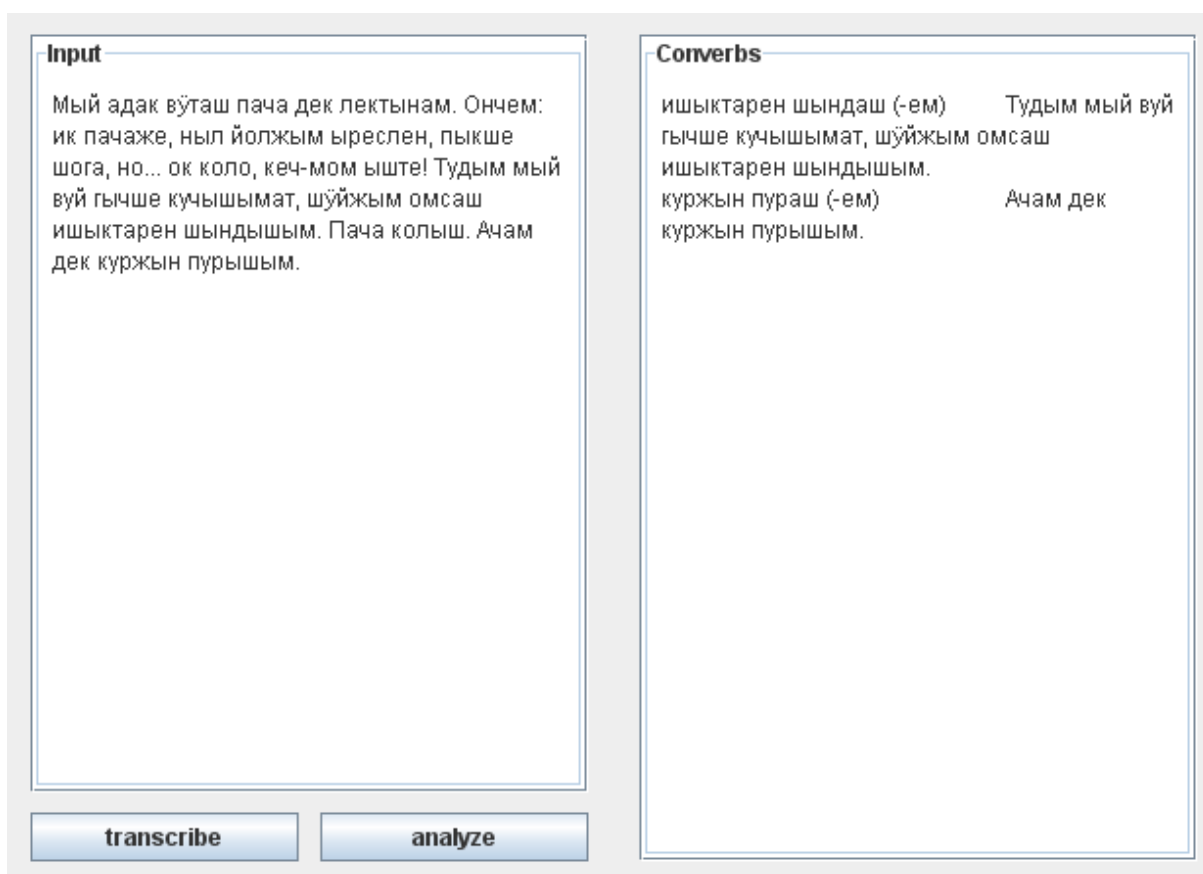 Input
Мый адак вӱташ пача дек лектынам. Ончем:
ик пачаже, ныл йолжым ыреслен, пыкше
шога, но... ок коло, кеч-мом ыште! Тудым мый
вуй гычше кучышымат, шӱйжым омсаш
ишыктарен шындышым. Пача колыш. Ачам
дек куржын пурышым.
transcribe
analyze
Converbs
ишыктарен шындаш (-ем) Тудым мый вуй
гычше кучышымат, шӱйжым омсаш
ишыктарен шындышым.
куржын пураш (-ем) Ачам дек
куржын пурышым.